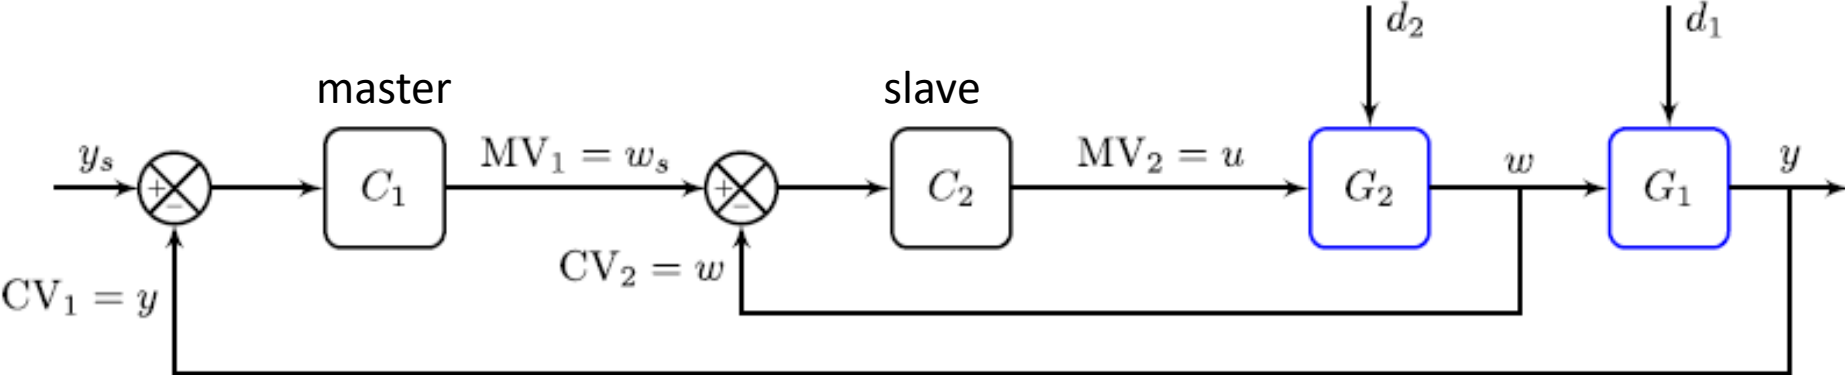 master
slave
d₂
d₁
yₛ
+
−
C₁
MV₁ = wₛ
+
−
C₂
MV₂ = u
G₂
w
G₁
y
CV₂ = w
CV₁ = y